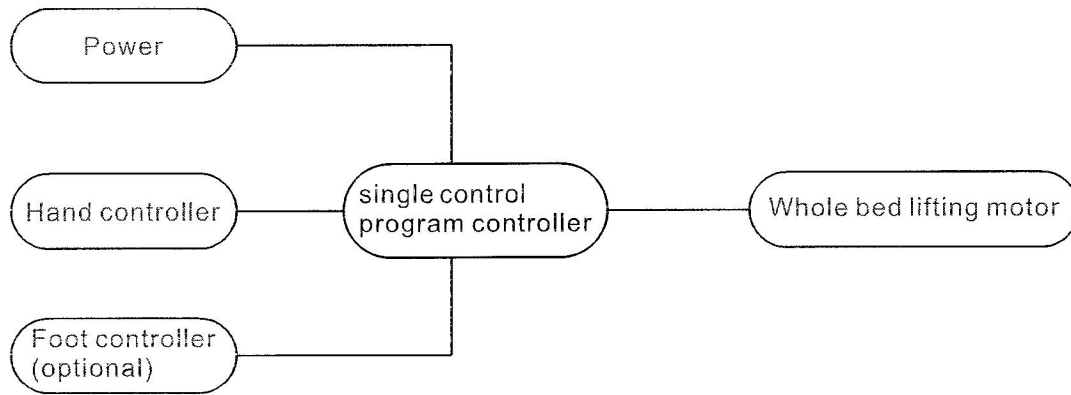 Power
Hand controller
single control
program controller
Whole bed lifting motor
Foot controller
(optional)